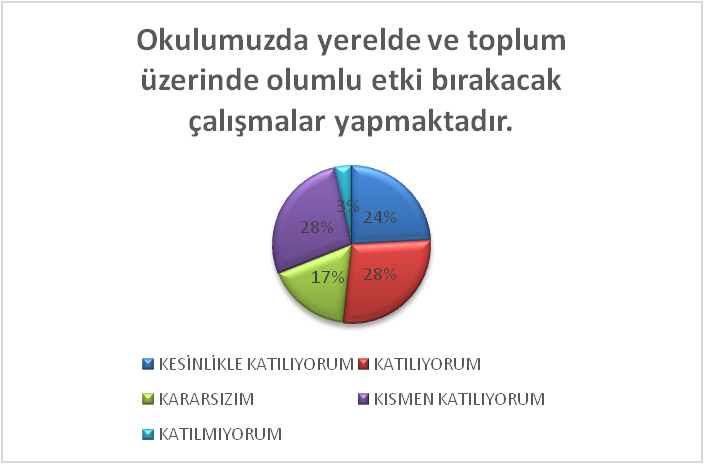 Okulumuzda yerelde ve toplum
üzerinde olumlu etki bırakacak
çalışmalar yapmaktadır.
3%
24%
28%
28%
17%
KESİNLİKLE KATILIYORUM KATILIYORUM
KARARSIZIM KISMEN KATILIYORUM
KATILMIYORUM